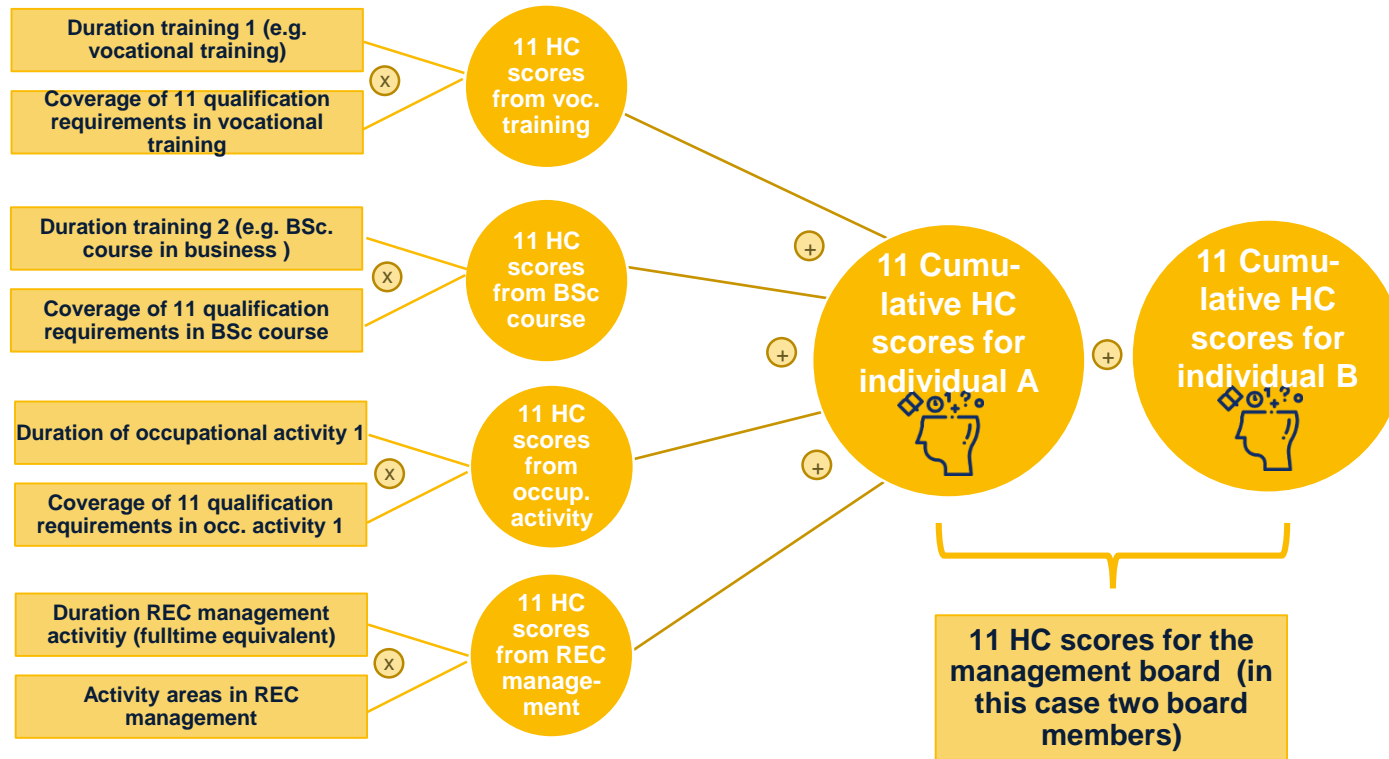 Duration training 1 (e.g.
vocational training)
x
Coverage of 11 qualification
requirements in vocational
training
11 HC
scores
from voc.
training
Duration training 2 (e.g. BSc.
course in business )
x
Coverage of 11 qualification
requirements in BSc course
11 HC
scores
from BSc
course
Duration of occupational activity 1
x
Coverage of 11 qualification
requirements in occ. activity 1
11 HC
scores
from
occup.
activity
Duration REC management
activitiy (fulltime equivalent)
x
Activity areas in REC
management
11 HC
scores
from REC
manage-
ment
+
+
+
11 Cumu-
lative HC
scores for
individual A
+
11 Cumu-
lative HC
scores for
individual B
11 HC scores for the
management board (in
this case two board
members)